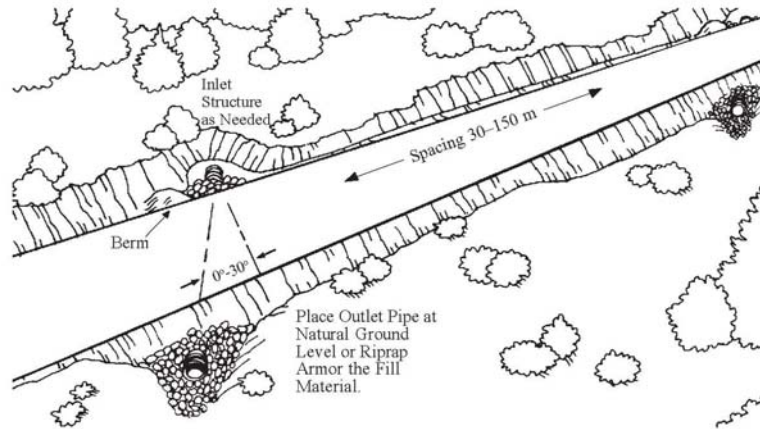 Inlet
Structure
as Needed
Spacing 30–150 m
Berm
0°-30°
Place Outlet Pipe at
Natural Ground
Level or Riprap
Armor the Fill
Material.